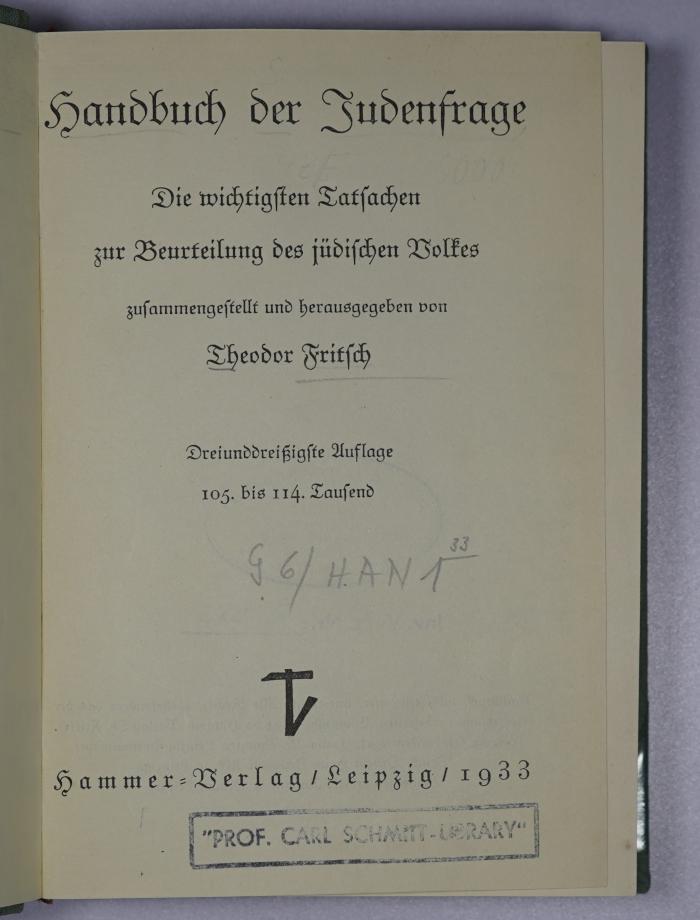 Handbuch der Judenfrage
Die wichtigsten Tatsachen
zur Beurteilung des jüdischen Volkes
zusammengestellt und herausgegeben von
Theodor Fritsch
Dreiunddreißigste Auflage
105. bis 114. Tausend
G 6/ HAN 1 33
Hammer-Verlag / Leipzig / 1933
"PROF. CARL SCHMITT-LIBRARY"